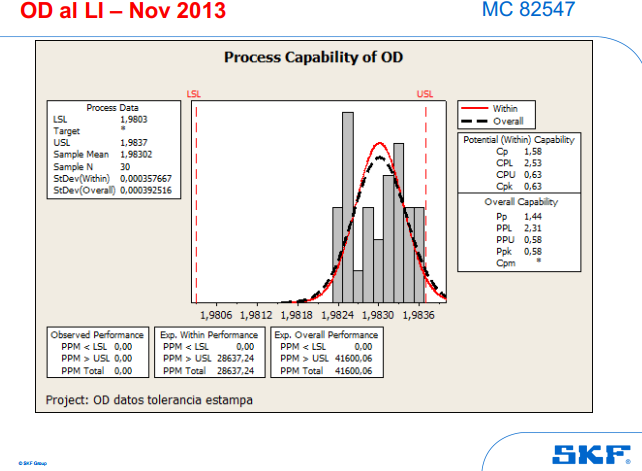 OD al LI – Nov 2013
MC 82547
Process Capability of OD
LSL
USL
Process Data
LSL 1,9803
Target *
USL 1,9837
Sample Mean 1,98302
Sample N 30
StDev(Within) 0,000357667
StDev(Overall) 0,000392516
Within
Overall
Potential (Within) Capability
Cp 1,58
CPL 2,53
CPU 0,63
Cpk 0,63
Overall Capability
Pp 1,44
PPL 2,31
PPU 0,58
Ppk 0,58
Cpm *
1,9806 1,9812 1,9818 1,9824 1,9830 1,9836
Observed Performance
PPM < LSL 0,00
PPM > USL 0,00
PPM Total 0,00
Exp. Within Performance
PPM < LSL 0,00
PPM > USL 28637,24
PPM Total 28637,24
Exp. Overall Performance
PPM < LSL 0,00
PPM > USL 41600,06
PPM Total 41600,06
Project: OD datos tolerancia estampa
© SKF Group
SKF